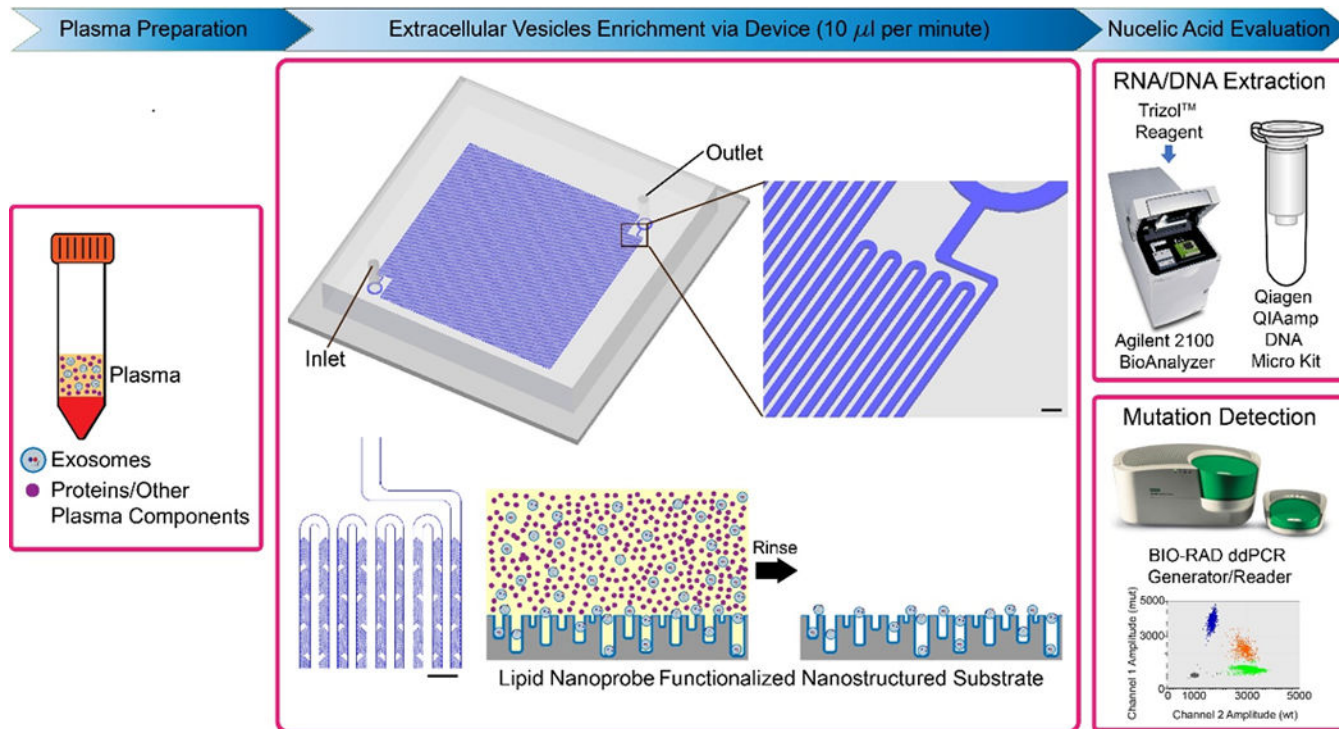 Plasma Preparation
Extracellular Vesicles Enrichment via Device (10 μl per minute)
Nucelic Acid Evaluation
Plasma
Exosomes
Proteins/Other
Plasma Components
Outlet
Inlet
Rinse
Lipid Nanoprobe Functionalized Nanostructured Substrate
RNA/DNA Extraction
Trizol™
Reagent
Agilent 2100
BioAnalyzer
Qiagen
QIAamp
DNA
Micro Kit
Mutation Detection
BIO-RAD ddPCR
Generator/Reader
Channel 1 Amplitude (mut)
5000
3000
0
0 1000 3000 5000
Channel 2 Amplitude (wt)